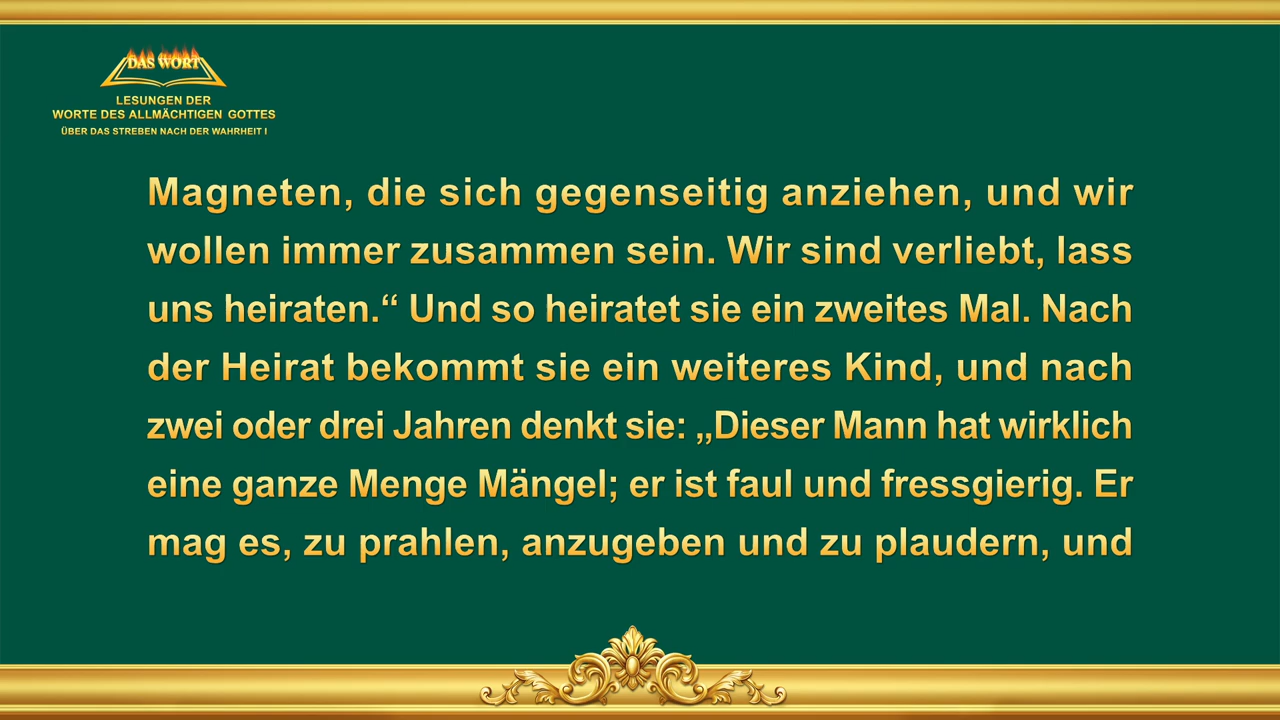 DAS WORT
LESUNGEN DER
WORTE DES ALLMÄCHTIGEN GOTTES
ÜBER DAS STREBEN NACH DER WAHRHEIT I
Magneten, die sich gegenseitig anziehen, und wir
wollen immer zusammen sein. Wir sind verliebt, lass
uns heiraten.“ Und so heiratet sie ein zweites Mal. Nach
der Heirat bekommt sie ein weiteres Kind, und nach
zwei oder drei Jahren denkt sie: „Dieser Mann hat wirklich
eine ganze Menge Mängel; er ist faul und fressgierig. Er
mag es, zu prahlen, anzugeben und zu plaudern, und